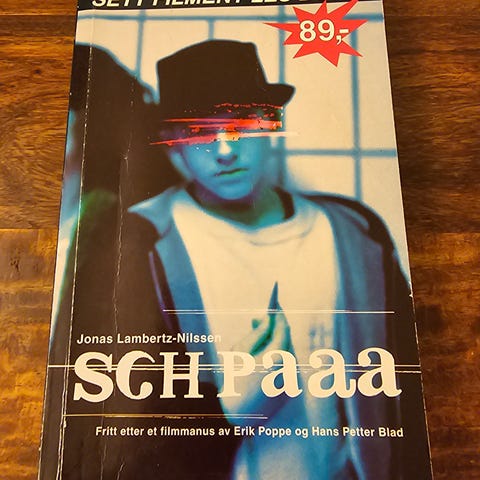 SETT FILMEN?
89,-
Jonas Lambertz-Nilssen
SCHPaaa
Fritt etter et filmmanus av Erik Poppe og Hans Petter Blad